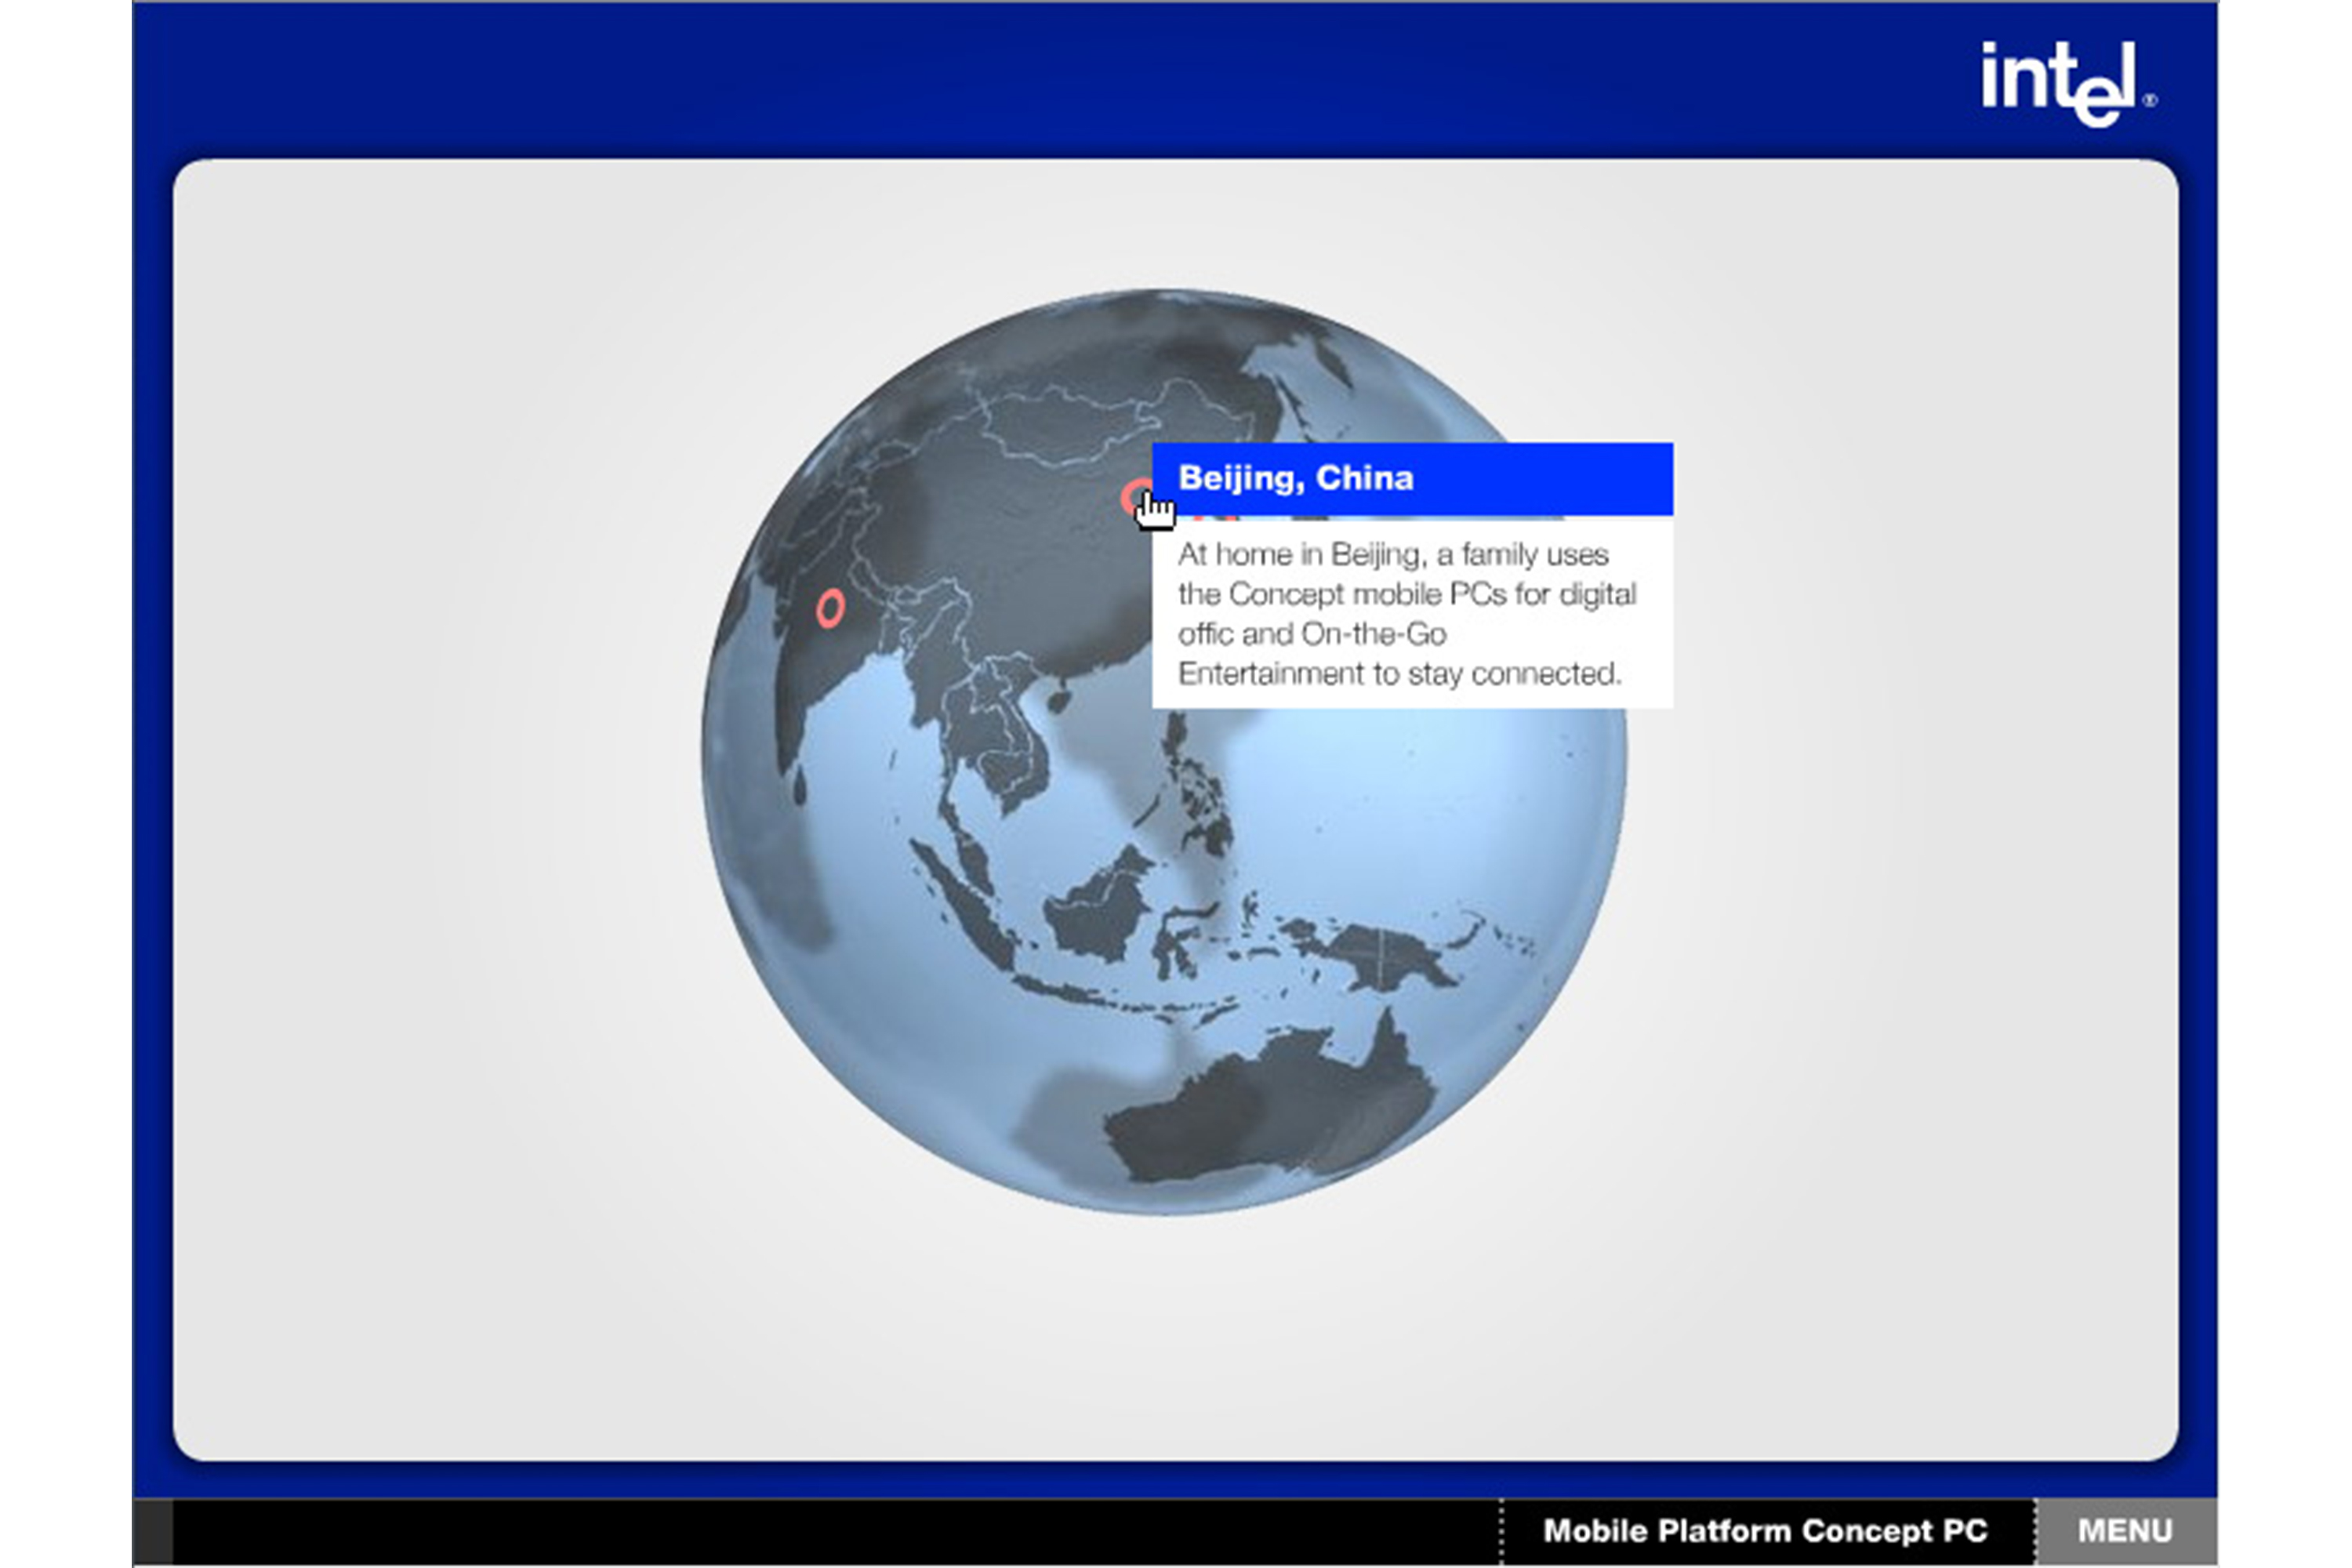 intel®
Beijing, China
At home in Beijing, a family uses
the Concept mobile PCs for digital
offic and On-the-Go
Entertainment to stay connected.
Mobile Platform Concept PC
MENU